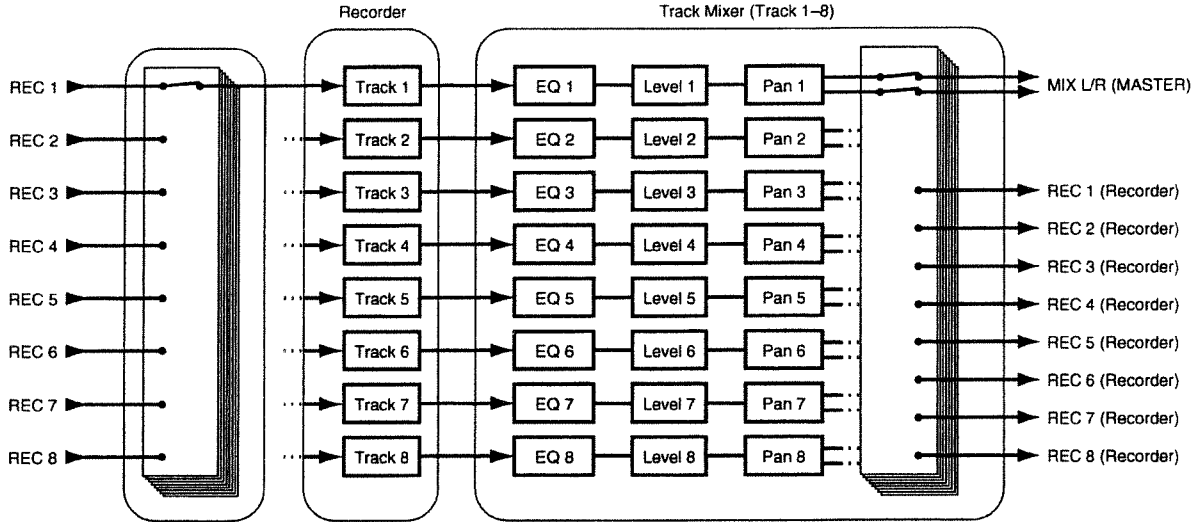 Recorder
Track Mixer (Track 1–8)
REC 1
Track 1
EQ 1
Level 1
Pan 1
MIX L/R (MASTER)
REC 2
Track 2
EQ 2
Level 2
Pan 2
REC 3
Track 3
EQ 3
Level 3
Pan 3
REC 1 (Recorder)
REC 2 (Recorder)
REC 4
Track 4
EQ 4
Level 4
Pan 4
REC 3 (Recorder)
REC 5
Track 5
EQ 5
Level 5
Pan 5
REC 4 (Recorder)
REC 5 (Recorder)
REC 6
Track 6
EQ 6
Level 6
Pan 6
REC 6 (Recorder)
REC 7
Track 7
EQ 7
Level 7
Pan 7
REC 7 (Recorder)
REC 8
Track 8
EQ 8
Level 8
Pan 8
REC 8 (Recorder)